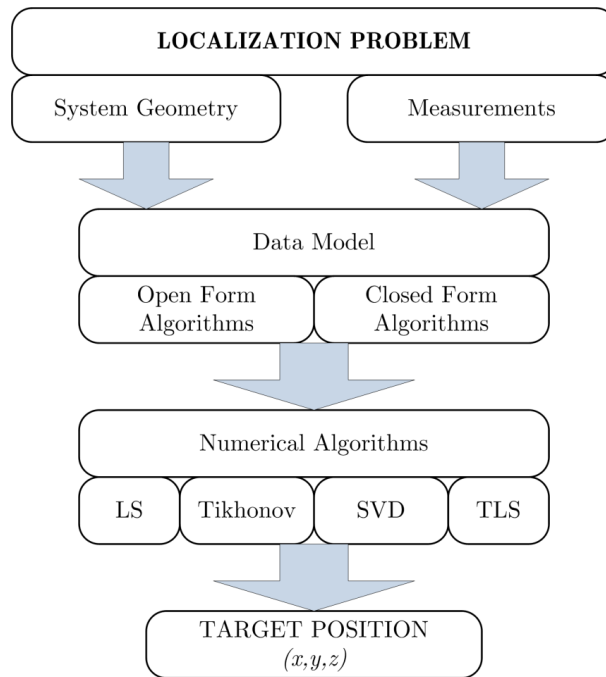 LOCALIZATION PROBLEM
System Geometry
Measurements
Data Model
Open Form
Algorithms
Closed Form
Algorithms
Numerical Algorithms
LS
Tikhonov
SVD
TLS
TARGET POSITION
(x,y,z)